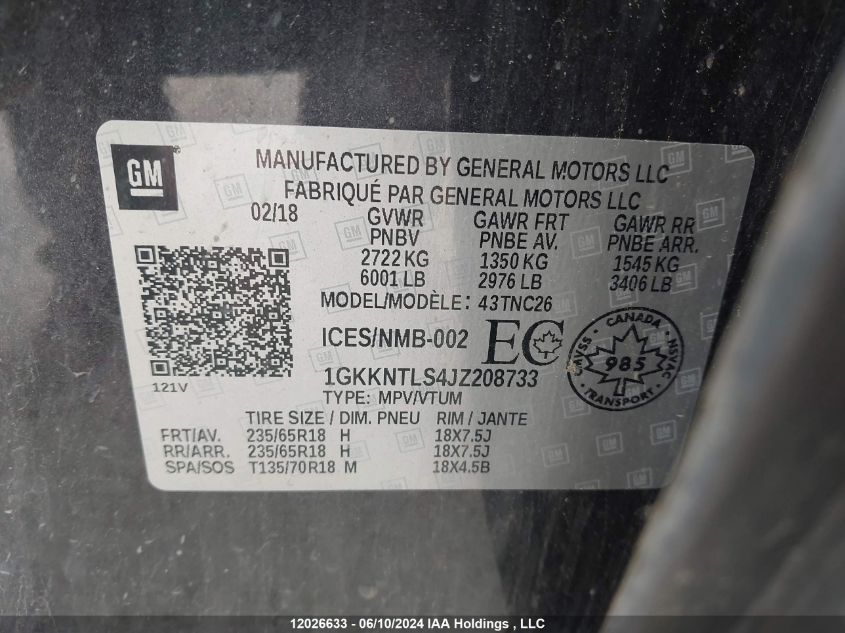 GM
MANUFACTURED BY GENERAL MOTORS LLC
FABRIQUÉ PAR GENERAL MOTORS LLC
02/18 GVWR GAWR FRT GAWR RR
PNBV PNBE AV. PNBE ARR.
2722 KG 1350 KG 1545 KG
6001 LB 2976 LB 3406 LB
MODEL/MODÈLE: 43TNC26
ICES/NMB-002 EC
CANADA
CMVSS NSVAC
985
TRANSPORT
121V
1GKKNTLS4JZ208733
TYPE: MPV/VTUM
TIRE SIZE / DIM. PNEU RIM / JANTE
FRT/AV. 235/65R18 H 18X7.5J
RR/ARR. 235/65R18 H 18X7.5J
SPA/SOS T135/70R18 M 18X4.5B
12026633 - 06/10/2024 IAA Holdings , LLC